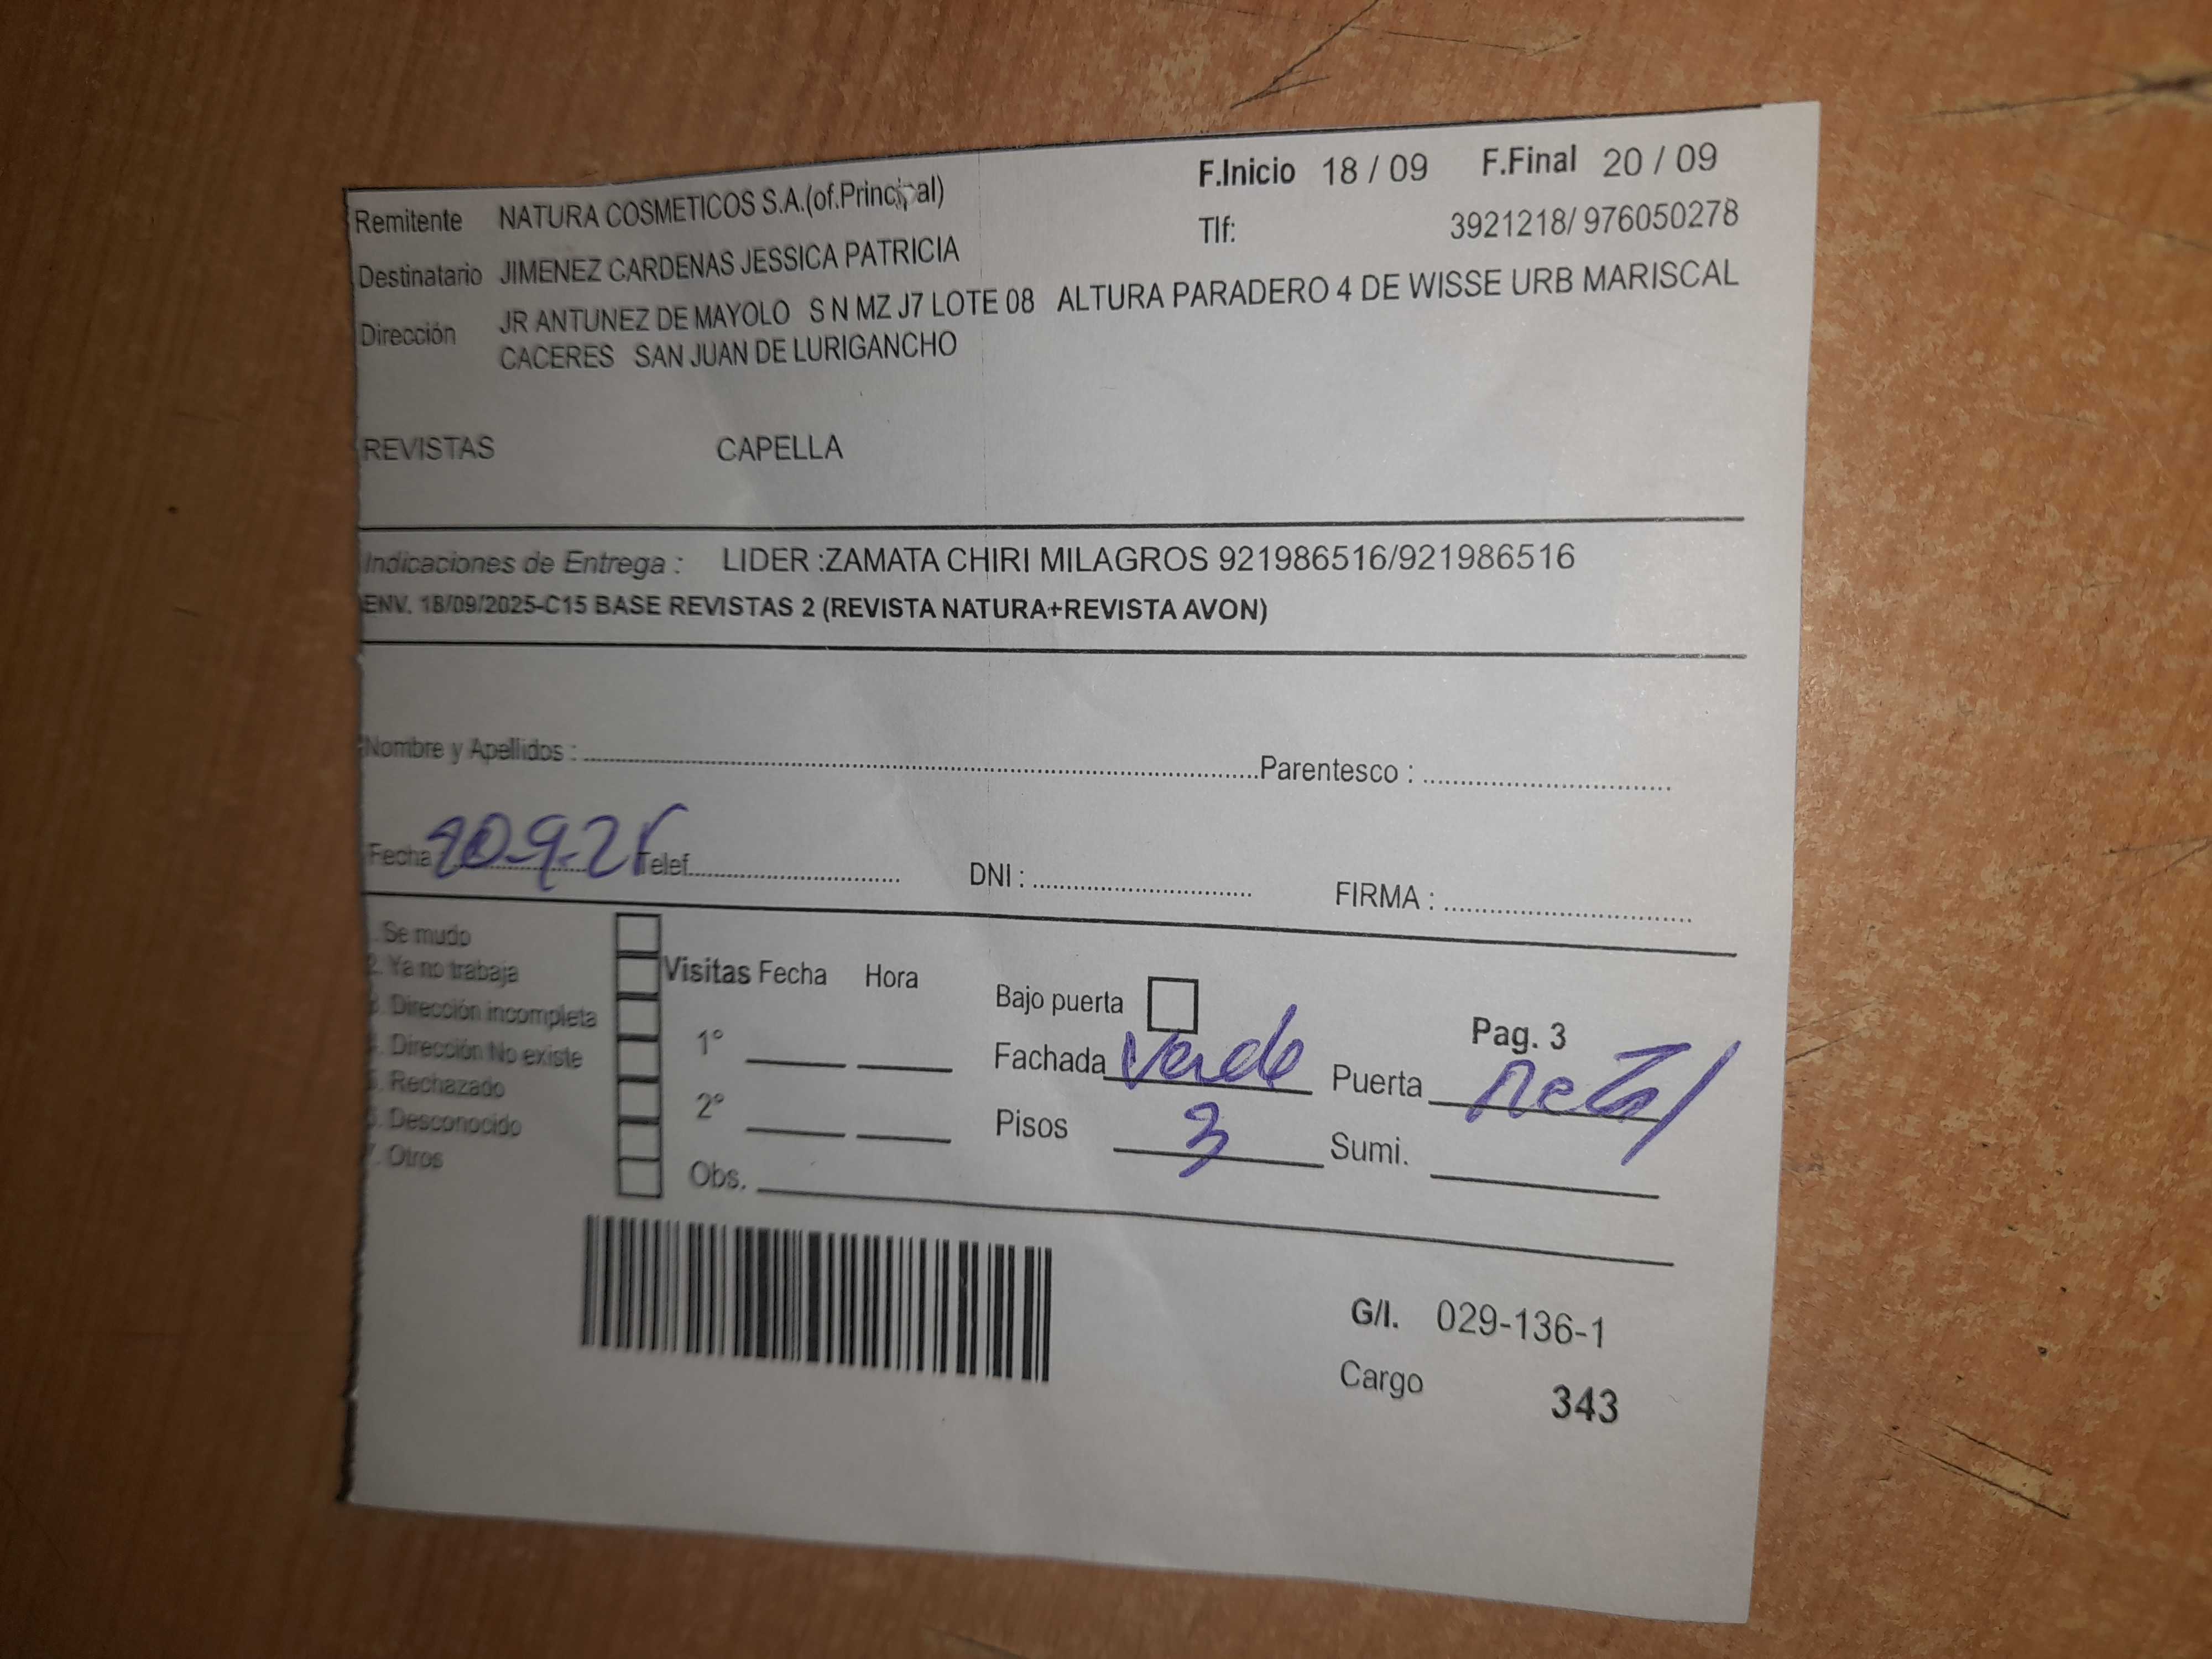 Remitente NATURA COSMETICOS S.A.(of.Principal) F.Inicio 18 / 09 F.Final 20 / 09
Tlf: 3921218/ 976050278
Destinatario JIMENEZ CARDENAS JESSICA PATRICIA
Dirección JR ANTUNEZ DE MAYOLO S N MZ J7 LOTE 08 ALTURA PARADERO 4 DE WISSE URB MARISCAL
CACERES SAN JUAN DE LURIGANCHO
REVISTAS CAPELLA
Indicaciones de Entrega : LIDER :ZAMATA CHIRI MILAGROS 921986516/921986516
ENV. 18/09/2025-C15 BASE REVISTAS 2 (REVISTA NATURA+REVISTA AVON)
Nombre y Apellidos : Parentesco :
Fecha 20-9-25 Telef. DNI : FIRMA :
. Se mudo
2. Ya no trabaja Visitas Fecha Hora
3. Dirección incompleta Bajo puerta Pag. 3
4. Dirección No existe 1° Fachada Verde Puerta Metal
5. Rechazado
6. Desconocido 2° Pisos 3 Sumi.
7. Otros Obs.
G/I. 029-136-1
Cargo 343